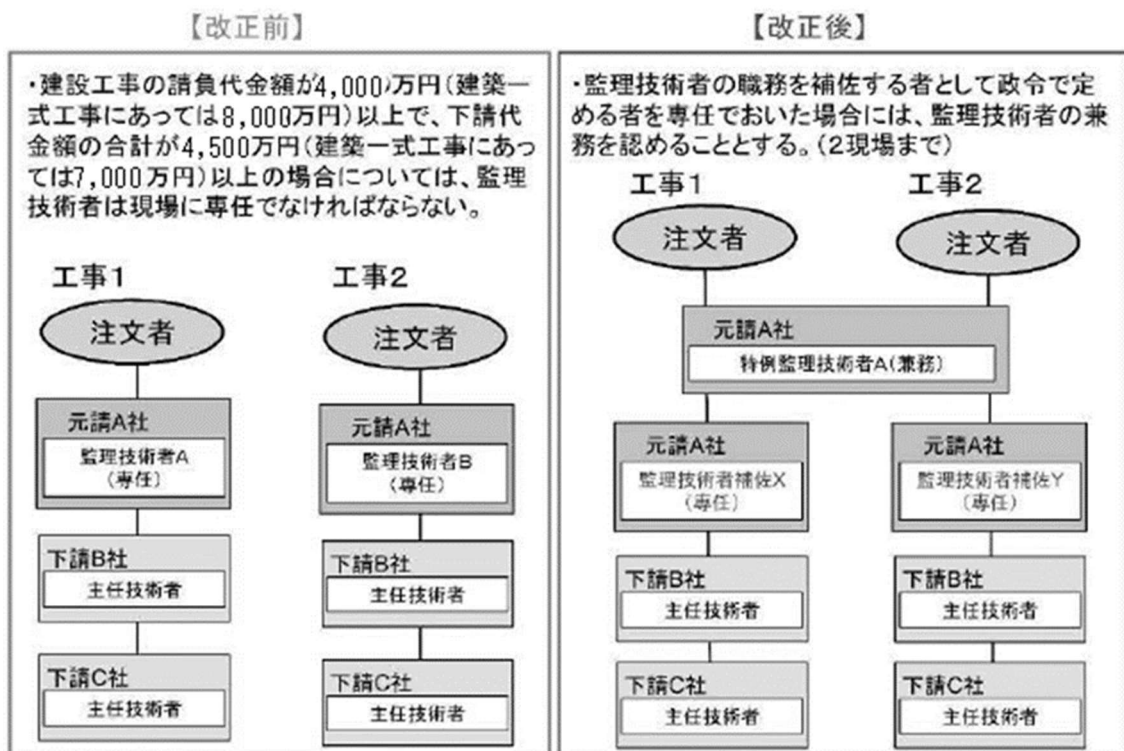 【改正前】
・建設工事の請負代金額が4,000万円(建築一
式工事にあっては8,000万円)以上で、下請代
金額の合計が4,500万円(建築一式工事にあっ
ては7,000万円)以上の場合については、監理
技術者は現場に専任でなければならない。
工事1
注文者
元請A社
監理技術者A
(専任)
下請B社
主任技術者
下請C社
主任技術者
工事2
注文者
元請A社
監理技術者B
(専任)
下請B社
主任技術者
下請C社
主任技術者
【改正後】
・監理技術者の職務を補佐する者として政令で定
める者を専任でおいた場合には、監理技術者の兼
務を認めることとする。(2現場まで)
工事1
注文者
工事2
注文者
元請A社
特例監理技術者A(兼務)
元請A社
監理技術者補佐X
(専任)
下請B社
主任技術者
下請C社
主任技術者
元請A社
監理技術者補佐Y
(専任)
下請B社
主任技術者
下請C社
主任技術者